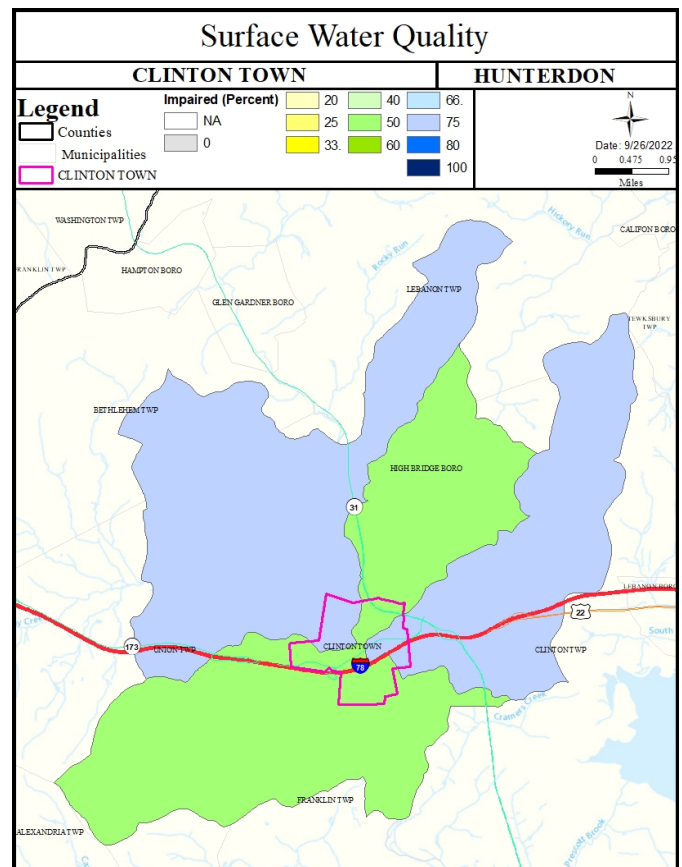 Surface Water Quality
CLINTON TOWN
HUNTERDON
Legend
Counties
Municipalities
CLINTON TOWN
Impaired (Percent)
NA
0
20
25
33.
40
50
60
66.
75
80
100
N
Date: 9/26/2022
0 0.475 0.95
Miles
WASHINGTON TWP
Hickory Run
CALIFON BORO
Rocky Run
RANKLIN TWP
HAMPTON BORO
LEBANON TWP
GLEN GARDNER BORO
TEWKSBURY
TWP
BETHLEHEM TWP
HIGH BRIDGE BORO
31
LEBANON BORO
22
173
UNION TWP
CLINTON TOWN
CLINTON TWP
South
78
Cramers Creek
FRANKLIN TWP
ALEXANDRIA TWP
Prescott Brook